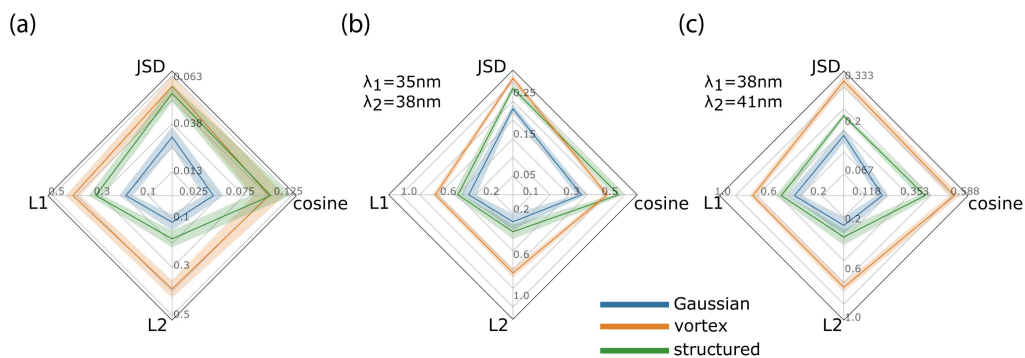 (a)
(b)
(c)
JSD
0.063
0.038
0.013
0.5
0.3
0.1
0.025
0.075
0.125
L1
cosine
0.1
0.3
0.5
L2
λ1=35nm
λ2=38nm
JSD
0.25
0.15
0.05
1.0
0.6
0.2
0.1
0.3
0.5
L1
cosine
0.2
0.6
1.0
L2
λ1=38nm
λ2=41nm
JSD
0.333
0.2
0.067
1.0
0.6
0.2
0.118
0.353
0.588
L1
cosine
0.2
0.6
1.0
L2
Gaussian
vortex
structured